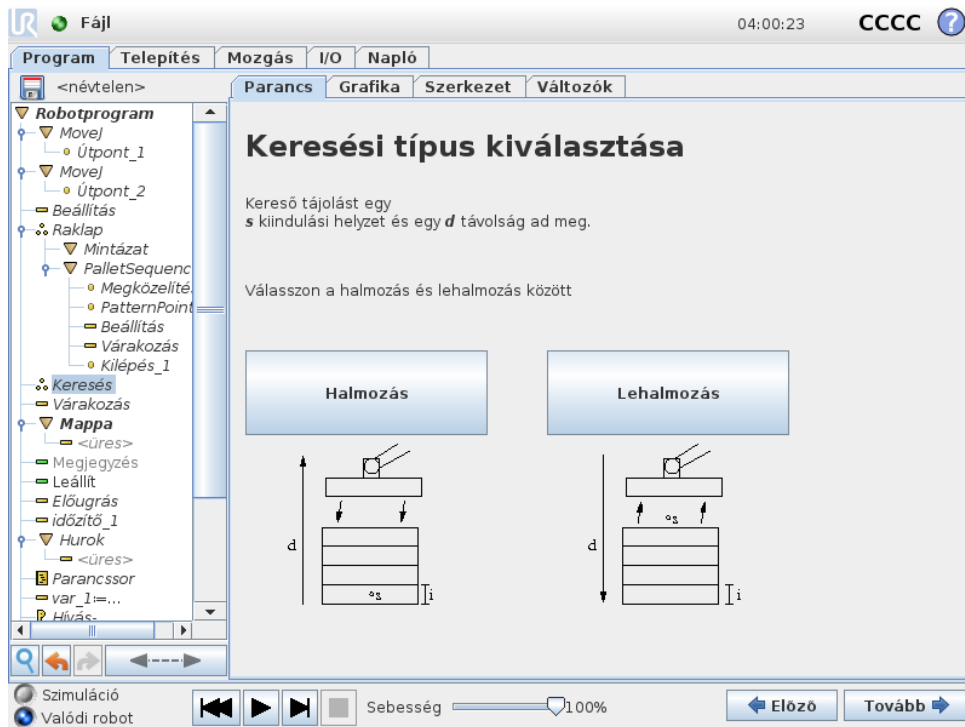 UR Fájl 04:00:23 CCCC ?
Program Telepítés Mozgás I/O Napló
<névtelen>
Parancs Grafika Szerkezet Változók
Robotprogram
MoveJ
Útpont_1
MoveJ
Útpont_2
Beállítás
Raklap
Mintázat
PalletSequenc
Megközelíté
PatternPoint
Beállítás
Várakozás
Kilépés_1
Keresés
Várakozás
Mappa
<üres>
Megjegyzés
Leállít
Előugrás
időzítő_1
Hurok
<üres>
Parancssor
var_1:=...
Hívás-
Keresési típus kiválasztása
Kereső tájolást egy
s kiindulási helyzet és egy d távolság ad meg.
Válasszon a halmozás és lehalmozás között
Halmozás Lehalmozás
d s i
d s i
Szimuláció
Valódi robot
Sebesség 100%
Előző Tovább